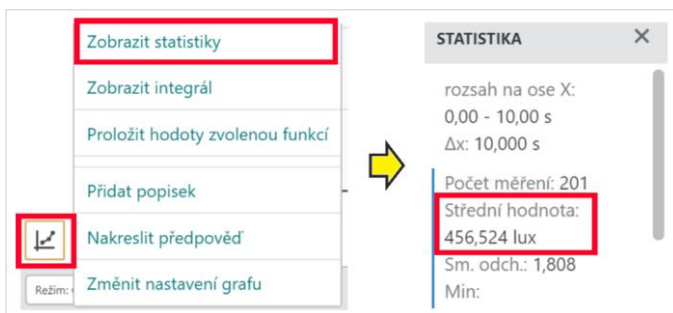 Zobrazit statistiky
Zobrazit integrál
Proložit hodoty zvolenou funkcí
Přidat popisek
Nakreslit předpověď
Změnit nastavení grafu
Režim:
STATISTIKA
rozsah na ose X:
0,00 - 10,00 s
Δx: 10,000 s
Počet měření: 201
Střední hodnota:
456,524 lux
Sm. odch.: 1,808
Min: